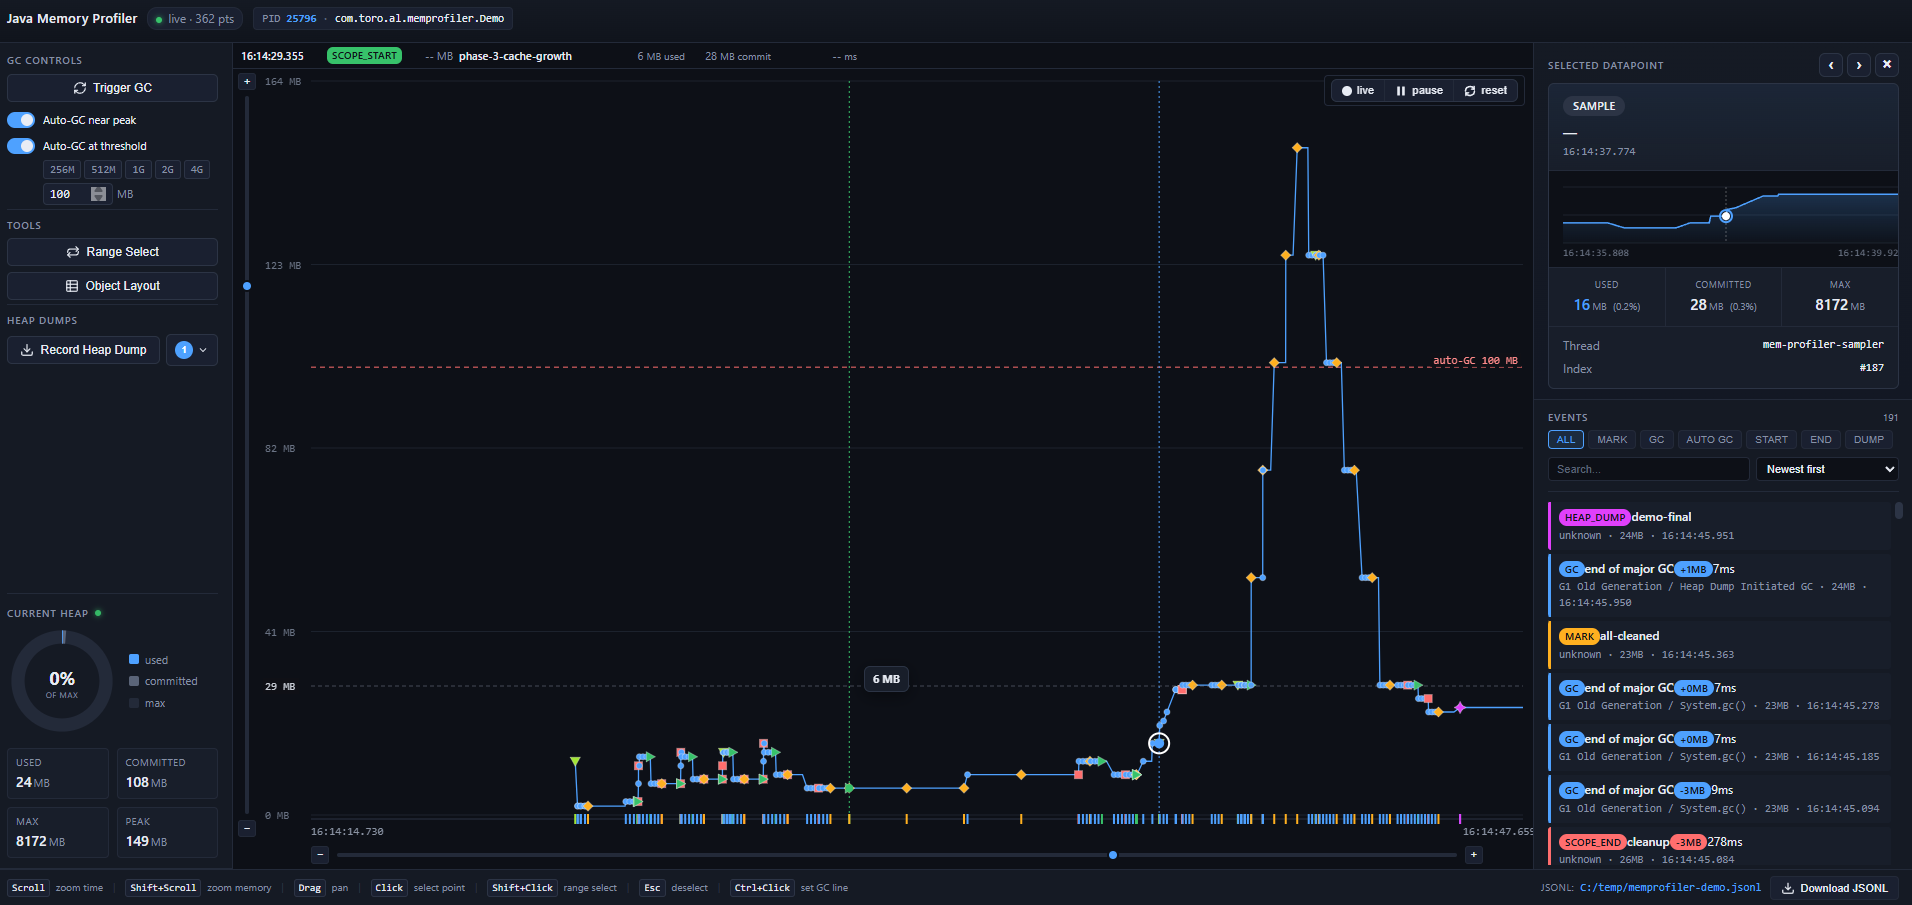 Java Memory Profiler
live · 362 pts
PID 25796 · com.toro.al.memprofiler.Demo
GC CONTROLS
Trigger GC
Auto-GC near peak
Auto-GC at threshold
256M 512M 1G 2G 4G
100 MB
TOOLS
Range Select
Object Layout
HEAP DUMPS
Record Heap Dump
1
CURRENT HEAP
0%
OF MAX
used
committed
max
USED
24 MB
COMMITTED
108 MB
MAX
8172 MB
PEAK
149 MB
16:14:29.355 SCOPE_START -- MB phase-3-cache-growth 6 MB used 28 MB commit -- ms
+
164 MB
live pause reset
123 MB
auto-GC 100 MB
82 MB
41 MB
29 MB
6 MB
0 MB
−
16:14:14.730
16:14:47.659
− +
SELECTED DATAPOINT
‹ › ×
SAMPLE
—
16:14:37.774
16:14:35.808 16:14:39.92
USED
16 MB (0.2%)
COMMITTED
28 MB (0.3%)
MAX
8172 MB
Thread mem-profiler-sampler
Index #187
EVENTS 191
ALL MARK GC AUTO GC START END DUMP
Search... Newest first
HEAP_DUMP demo-final
unknown · 24MB · 16:14:45.951
GC end of major GC +1MB 7ms
G1 Old Generation / Heap Dump Initiated GC · 24MB ·
16:14:45.950
MARK all-cleaned
unknown · 23MB · 16:14:45.363
GC end of major GC +0MB 7ms
G1 Old Generation / System.gc() · 23MB · 16:14:45.278
GC end of major GC +0MB 7ms
G1 Old Generation / System.gc() · 23MB · 16:14:45.185
GC end of major GC -3MB 9ms
G1 Old Generation / System.gc() · 23MB · 16:14:45.094
SCOPE_END cleanup -3MB 278ms
unknown · 26MB · 16:14:45.084
Scroll zoom time Shift+Scroll zoom memory Drag pan Click select point Shift+Click range select Esc deselect Ctrl+Click set GC line
JSONL: C:/temp/memprofiler-demo.jsonl Download JSONL